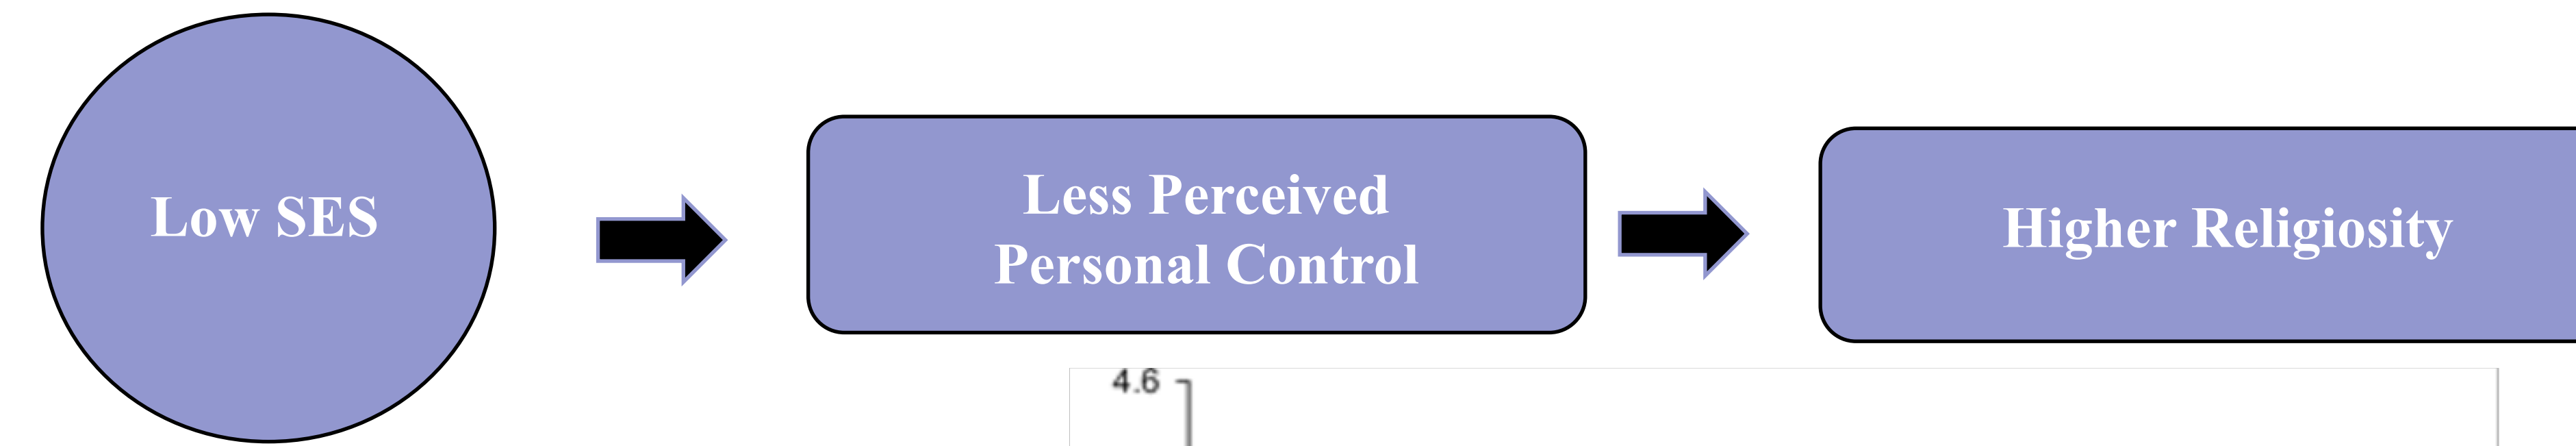 Low SES
Less Perceived
Personal Control
Higher Religiosity
4.6